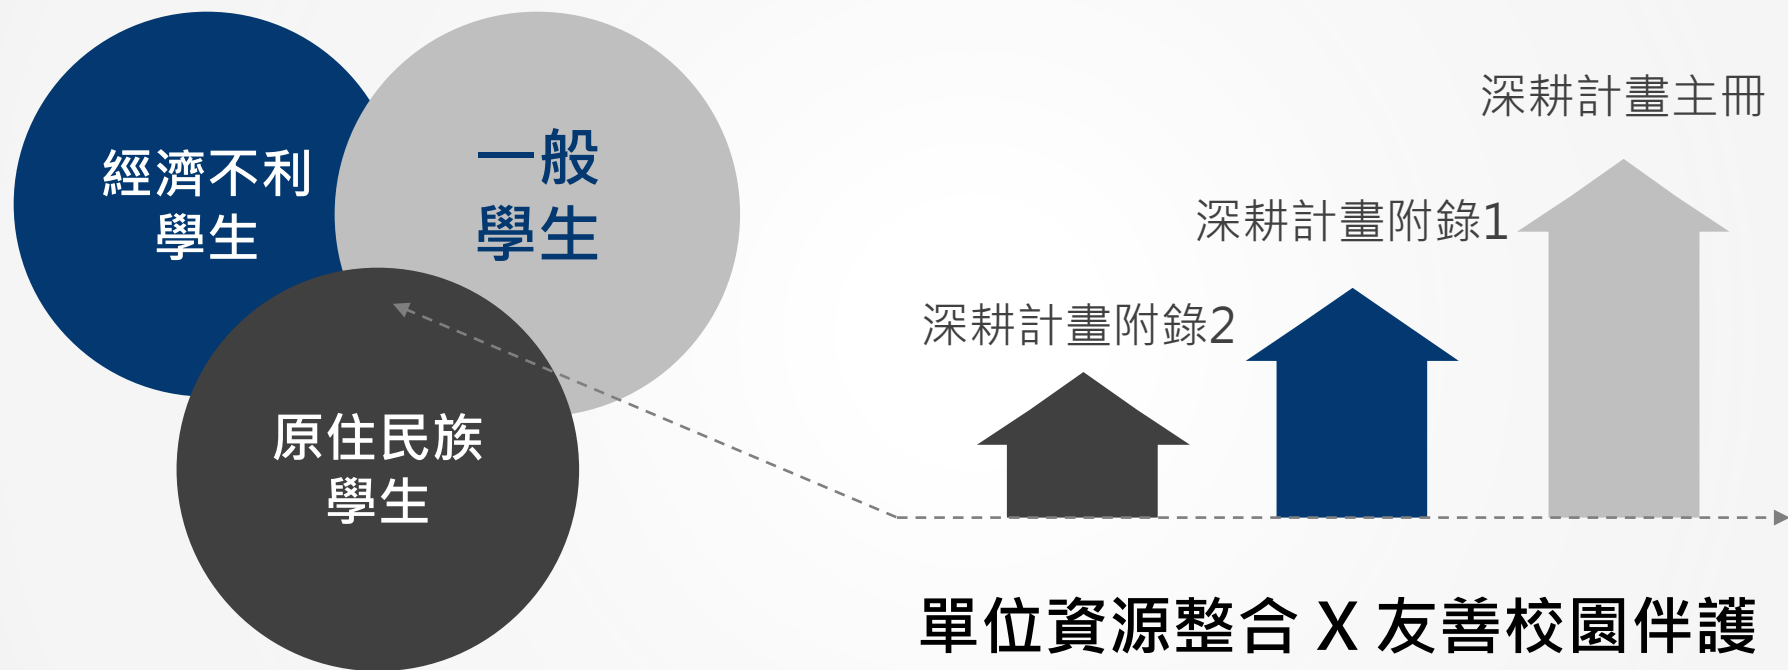 經濟不利
學生
一般
學生
原住民族
學生
深耕計畫主冊
深耕計畫附錄1
深耕計畫附錄2
單位資源整合 X 友善校園伴護